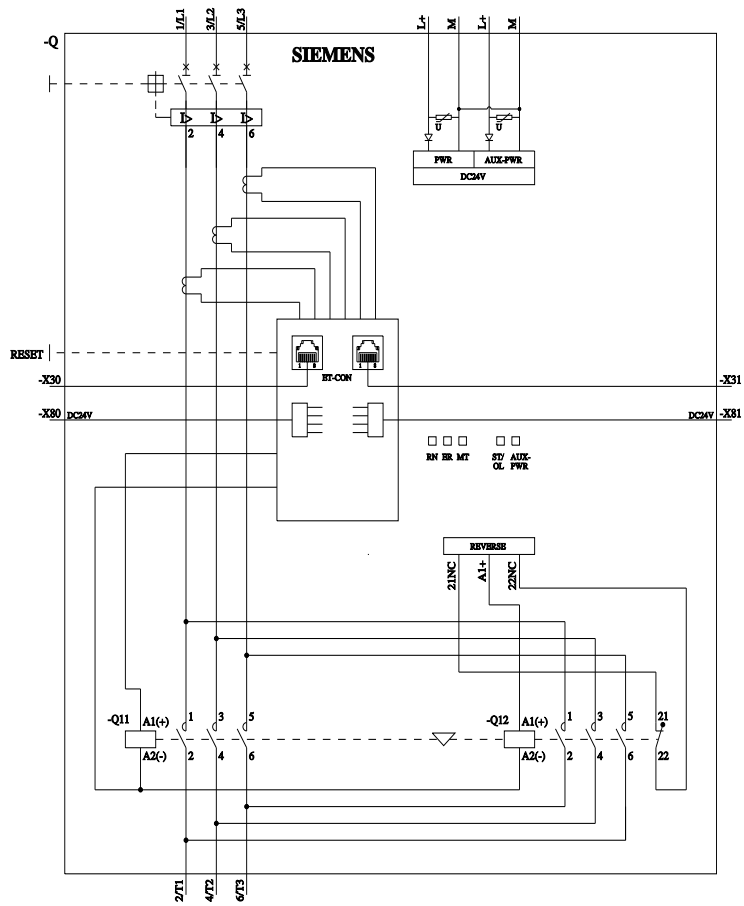 1/L1 3/L2 5/L3 L+ M L+ M
-Q
SIEMENS
I> I> I>
2 4 6
U U
PWR AUX-PWR
DC24V
RESET
1 8 1 8
ET-CON
-X30 -X31
-X80 DC24V DC24V -X81
RN ER MT ST/OL AUX-PWR
REVERSE
21NC A1+ 22NC
-Q11 A1(+) 1 3 5 -Q12 A1(+) 1 3 5 21
A2(-) 2 4 6 A2(-) 2 4 6 22
2/T1 4/T2 6/T3